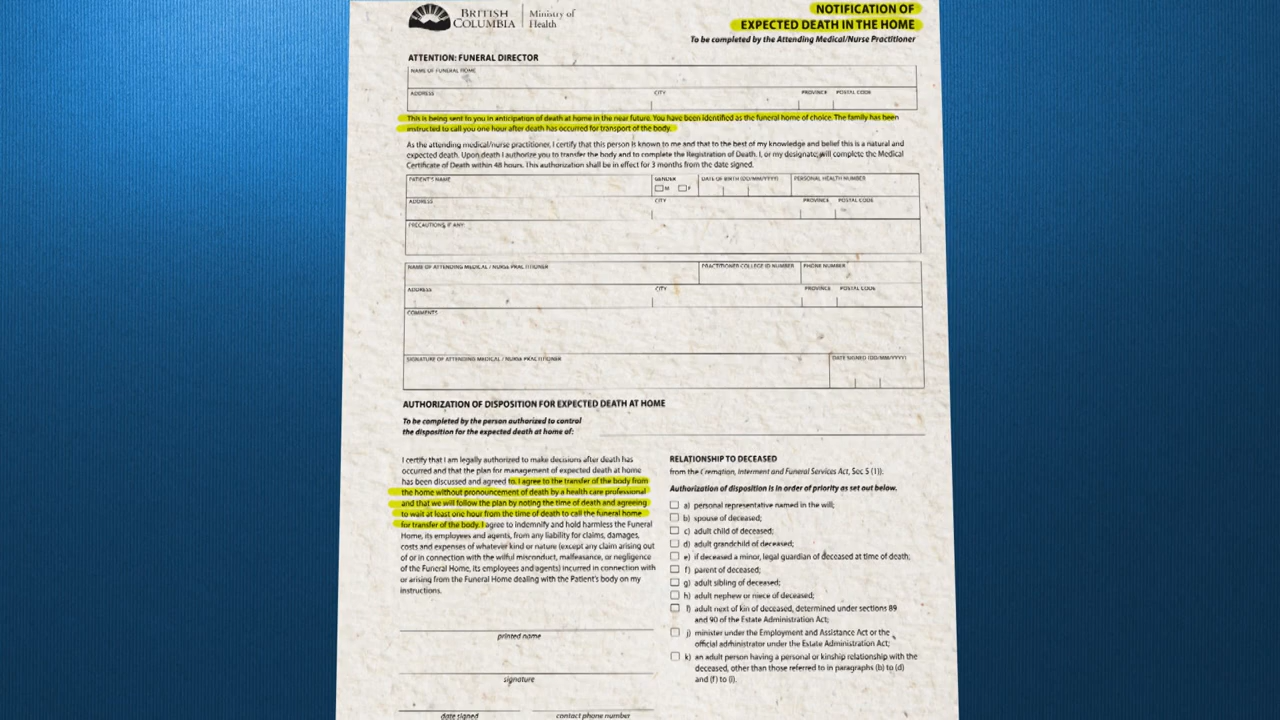 BRITISH
COLUMBIA
Ministry of
Health
NOTIFICATION OF
EXPECTED DEATH IN THE HOME
To be completed by the Attending Medical/Nurse Practitioner
ATTENTION: FUNERAL DIRECTOR
NAME OF FUNERAL HOME
ADDRESS CITY PROVINCE POSTAL CODE
This is being sent to you in anticipation of death at home in the near future. You have been identified as the funeral home of choice. The family has been
instructed to call you one hour after death has occurred for transport of the body.
As the attending medical/nurse practitioner, I certify that this person is known to me and that to the best of my knowledge and belief this is a natural and
expected death. Upon death I authorize you to transfer the body and to complete the Registration of Death. I, or my designate, will complete the Medical
Certificate of Death within 48 hours. This authorization shall be in effect for 3 months from the date signed.
PATIENT'S NAME GENDER DATE OF BIRTH (DD/MM/YYYY) PERSONAL HEALTH NUMBER
M F
ADDRESS CITY PROVINCE POSTAL CODE
PRECAUTIONS IF ANY:
NAME OF ATTENDING MEDICAL / NURSE PRACTITIONER PRACTITIONER COLLEGE ID NUMBER PHONE NUMBER
ADDRESS CITY PROVINCE POSTAL CODE
COMMENTS
SIGNATURE OF ATTENDING MEDICAL / NURSE PRACTITIONER DATE SIGNED (DD/MM/YYYY)
AUTHORIZATION OF DISPOSITION FOR EXPECTED DEATH AT HOME
To be completed by the person authorized to control
the disposition for the expected death at home of:
I certify that I am legally authorized to make decisions after death has
occurred and that the plan for management of expected death at home
has been discussed and agreed to. I agree to the transfer of the body from
the home without pronouncement of death by a health care professional
and that we will follow the plan by noting the time of death and agreeing
to wait at least one hour from the time of death to call the funeral home
for transfer of the body. I agree to indemnify and hold harmless the Funeral
Home, its employees and agents, from any liability for claims, damages,
costs and expenses of whatever kind or nature (except any claim arising out
of or in connection with the wilful misconduct, malfeasance, or negligence
of the Funeral Home, its employees and agents) incurred in connection with
or arising from the Funeral Home dealing with the Patient's body on my
instructions.
printed name
signature
date signed contact phone number
RELATIONSHIP TO DECEASED
from the Cremation, Interment and Funeral Services Act, Sec 5 (1)):
Authorization of disposition is in order of priority as set out below.
a) personal representative named in the will;
b) spouse of deceased;
c) adult child of deceased;
d) adult grandchild of deceased;
e) if deceased a minor, legal guardian of deceased at time of death;
f) parent of deceased;
g) adult sibling of deceased;
h) adult nephew or niece of deceased;
i) adult next of kin of deceased, determined under sections 89
and 90 of the Estate Administration Act;
j) minister under the Employment and Assistance Act or the
official administrator under the Estate Administration Act;
k) an adult person having a personal or kinship relationship with the
deceased, other than those referred to in paragraphs (b) to (d)
and (f) to (i).